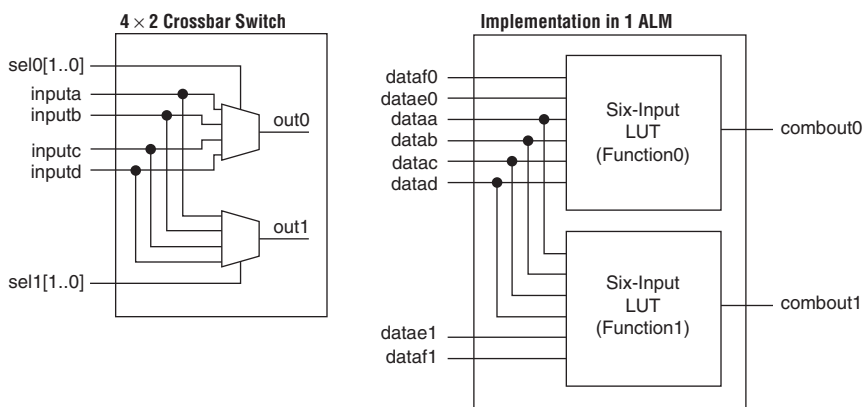 4 × 2 Crossbar Switch
sel0[1..0]
inputa
inputb
inputc
inputd
out0
out1
sel1[1..0]
Implementation in 1 ALM
dataf0
datae0
dataa
datab
datac
datad
Six-Input
LUT
(Function0)
combout0
Six-Input
LUT
(Function1)
combout1
datae1
dataf1